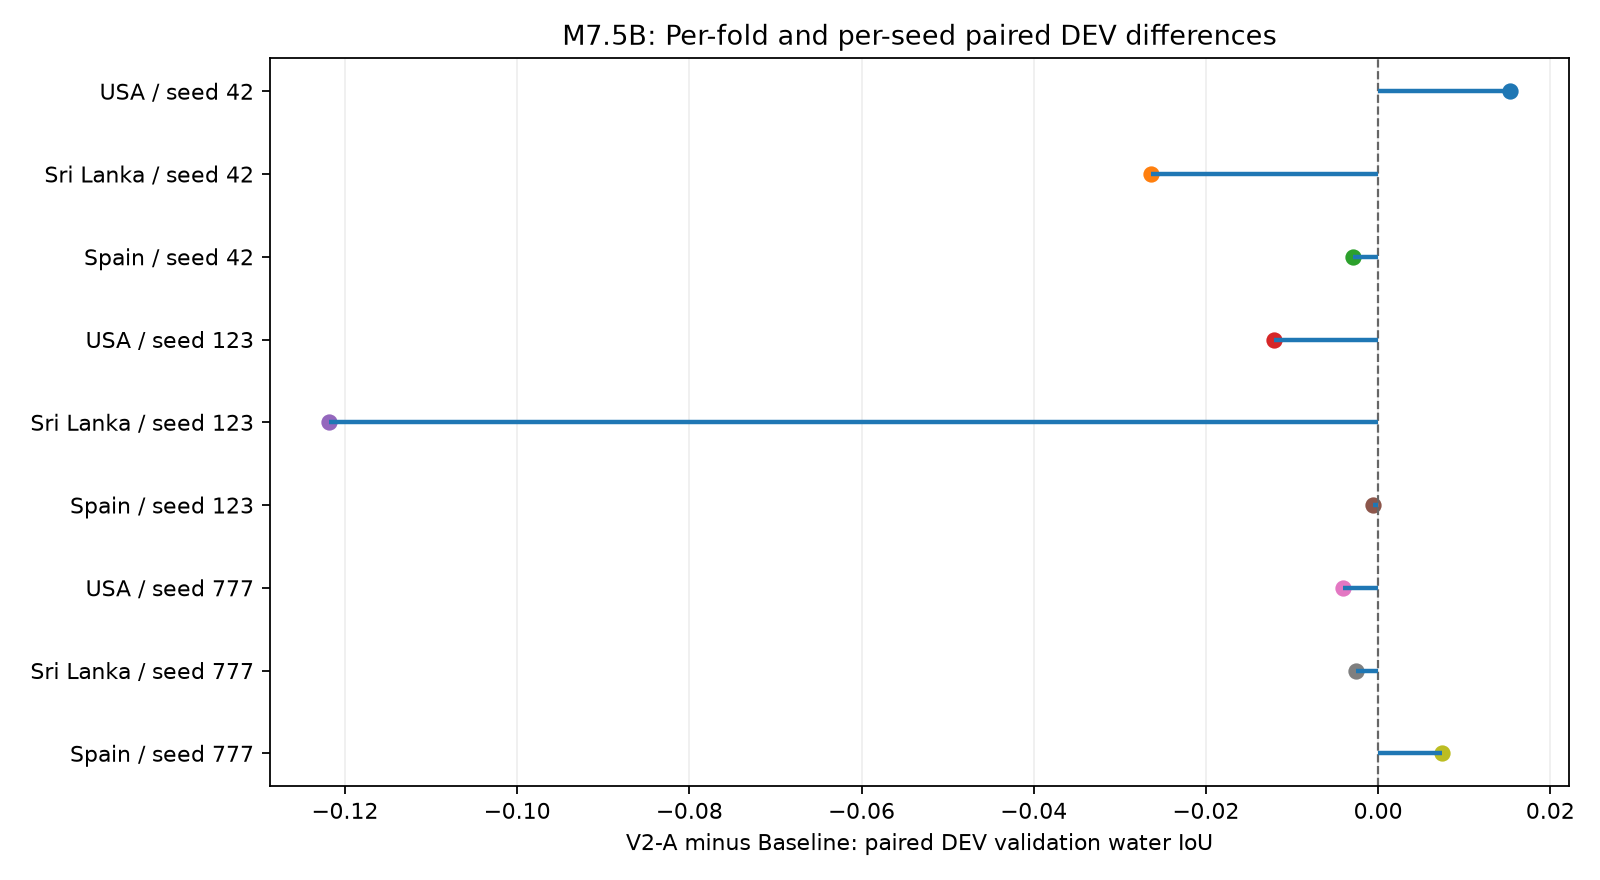 M7.5B: Per-fold and per-seed paired DEV differences
USA / seed 42
Sri Lanka / seed 42
Spain / seed 42
USA / seed 123
Sri Lanka / seed 123
Spain / seed 123
USA / seed 777
Sri Lanka / seed 777
Spain / seed 777
−0.12 −0.10 −0.08 −0.06 −0.04 −0.02 0.00 0.02
V2-A minus Baseline: paired DEV validation water IoU